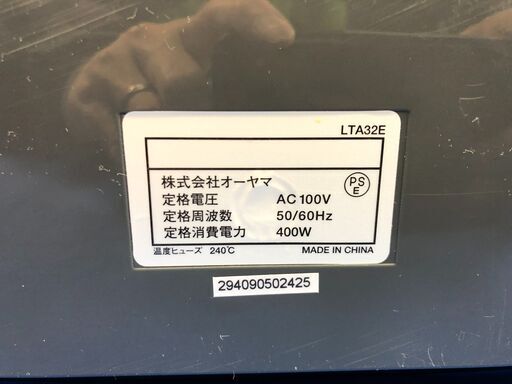 LTA32E
株式会社オーヤマ
PS E
定格電圧 AC100V
定格周波数 50/60Hz
定格消費電力 400W
温度ヒューズ 240℃ MADE IN CHINA
294090502425